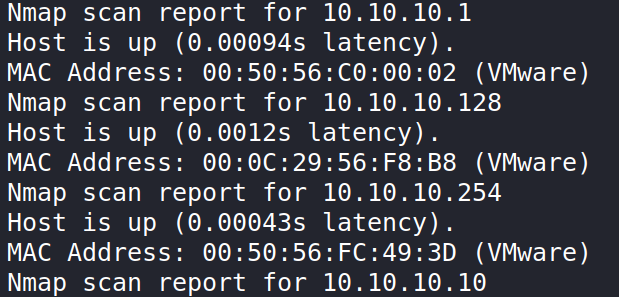 Nmap scan report for 10.10.10.1
Host is up (0.00094s latency).
MAC Address: 00:50:56:C0:00:02 (VMware)
Nmap scan report for 10.10.10.128
Host is up (0.0012s latency).
MAC Address: 00:0C:29:56:F8:B8 (VMware)
Nmap scan report for 10.10.10.254
Host is up (0.00043s latency).
MAC Address: 00:50:56:FC:49:3D (VMware)
Nmap scan report for 10.10.10.10